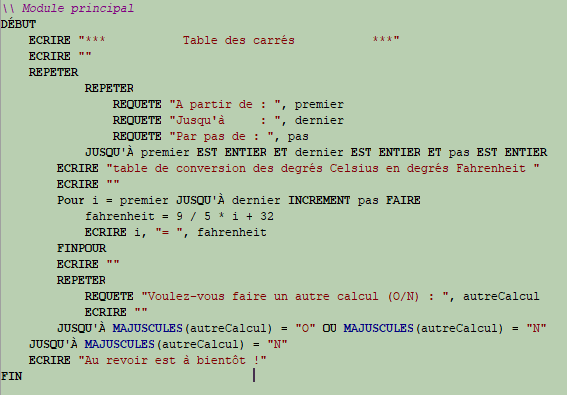 \\ Module principal
DÉBUT
ECRIRE "*** Table des carrés ***"
ECRIRE ""
REPETER
REPETER
REQUETE "A partir de : ", premier
REQUETE "Jusqu'à : ", dernier
REQUETE "Par pas de : ", pas
JUSQU'À premier EST ENTIER ET dernier EST ENTIER ET pas EST ENTIER
ECRIRE "table de conversion des degrés Celsius en degrés Fahrenheit "
ECRIRE ""
Pour i = premier JUSQU'À dernier INCREMENT pas FAIRE
fahrenheit = 9 / 5 * i + 32
ECRIRE i, "= ", fahrenheit
FINPOUR
ECRIRE ""
REPETER
REQUETE "Voulez-vous faire un autre calcul (O/N) : ", autreCalcul
ECRIRE ""
JUSQU'À MAJUSCULES(autreCalcul) = "O" OU MAJUSCULES(autreCalcul) = "N"
JUSQU'À MAJUSCULES(autreCalcul) = "N"
ECRIRE "Au revoir est à bientôt !"
FIN